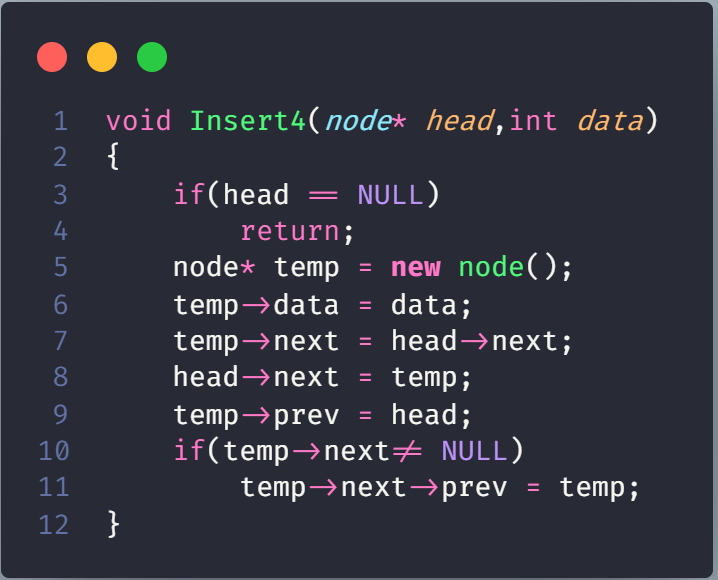 1 void Insert4(node* head,int data)
2 {
3     if(head == NULL)
4         return;
5     node* temp = new node();
6     temp->data = data;
7     temp->next = head->next;
8     head->next = temp;
9     temp->prev = head;
10     if(temp->next!= NULL)
11         temp->next->prev = temp;
12 }